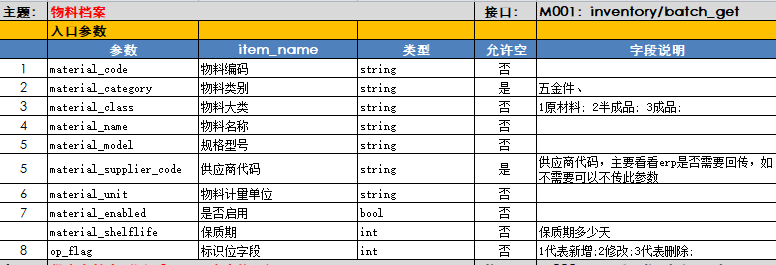 主题： 物料档案 接口： M001：inventory/batch_get
入口参数
参数 item_name 类型 允许空 字段说明
1 material_code 物料编码 string 否
2 material_category 物料类别 string 是 五金件、
3 material_class 物料大类 string 否 1原材料；2半成品；3成品；
4 material_name 物料名称 string 否
5 material_model 规格型号 string 否
5 material_supplier_code 供应商代码 string 是 供应商代码，主要看看erp是否需要回传，如
不需要可以不传此参数
6 material_unit 物料计量单位 string 否
7 material_enabled 是否启用 bool 否
material_shelflife 保质期 int 否 保质期多少天
8 op_flag 标识位字段 int 否 1代表新增;2修改;3代表删除;